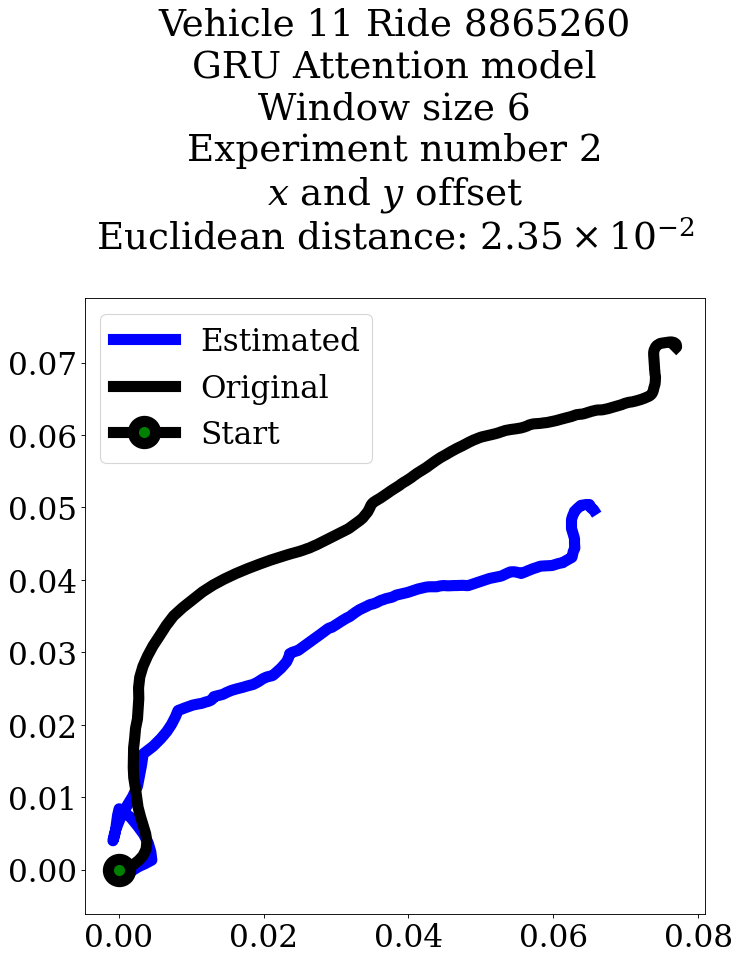 Vehicle 11 Ride 8865260
GRU Attention model
Window size 6
Experiment number 2
x and y offset
Euclidean distance: 2.35 × 10⁻²
Estimated
Original
Start
0.07
0.06
0.05
0.04
0.03
0.02
0.01
0.00
0.00 0.02 0.04 0.06 0.08